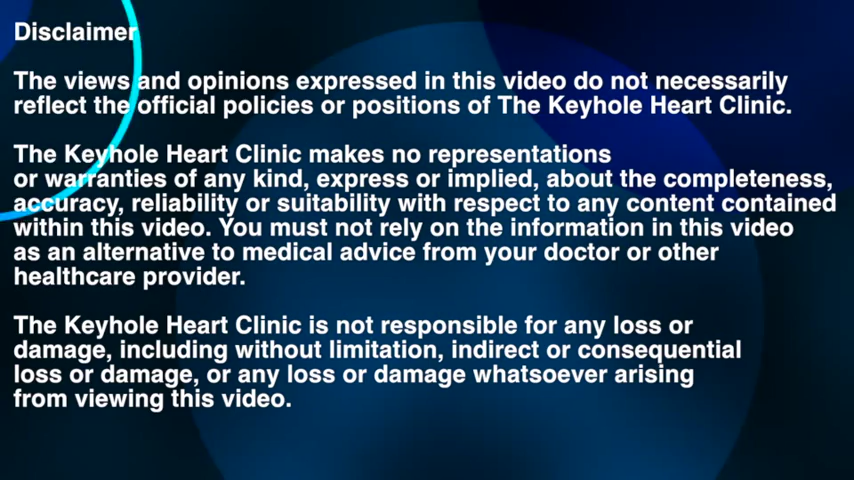 Disclaimer
The views and opinions expressed in this video do not necessarily
reflect the official policies or positions of The Keyhole Heart Clinic.
The Keyhole Heart Clinic makes no representations
or warranties of any kind, express or implied, about the completeness,
accuracy, reliability or suitability with respect to any content contained
within this video. You must not rely on the information in this video
as an alternative to medical advice from your doctor or other
healthcare provider.
The Keyhole Heart Clinic is not responsible for any loss or
damage, including without limitation, indirect or consequential
loss or damage, or any loss or damage whatsoever arising
from viewing this video.